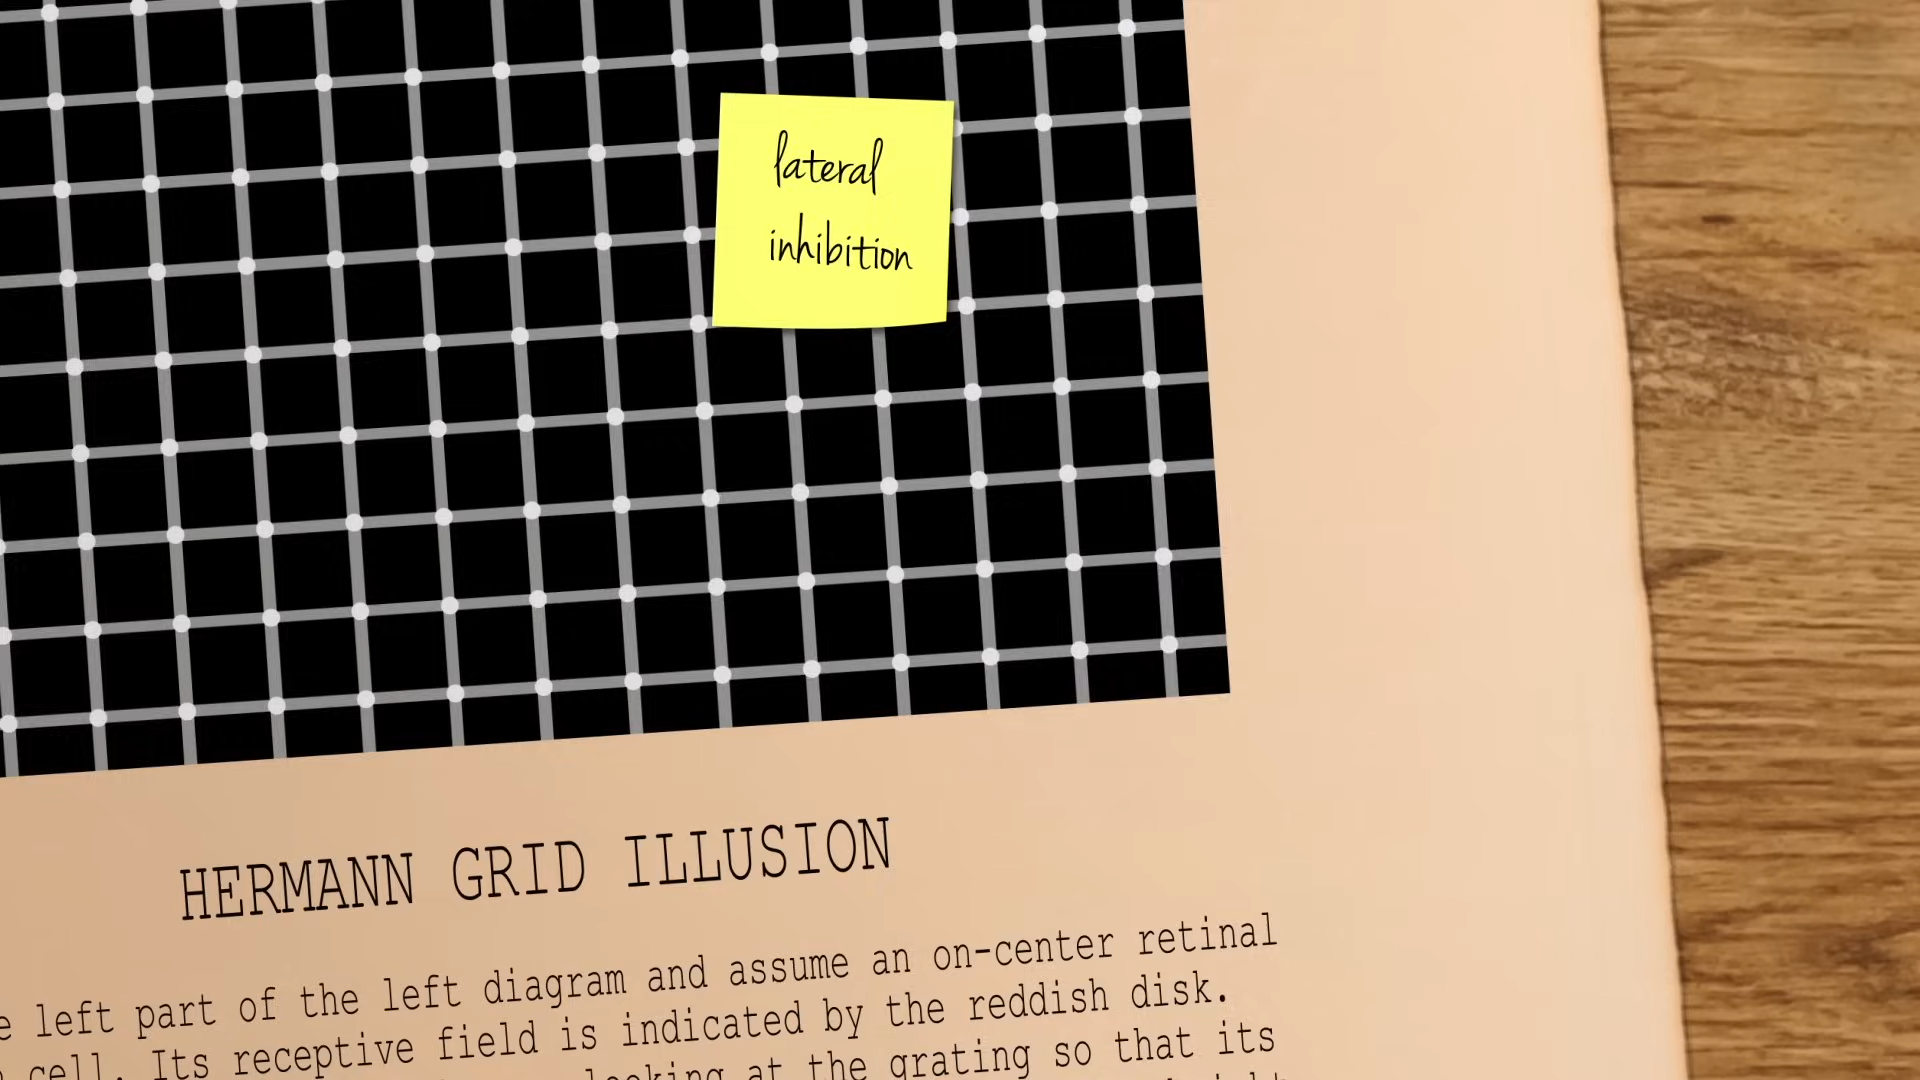 lateral
inhibition
HERMANN GRID ILLUSION
left part of the left diagram and assume an on-center retinal
cell. Its receptive field is indicated by the reddish disk.
looking at the grating so that its